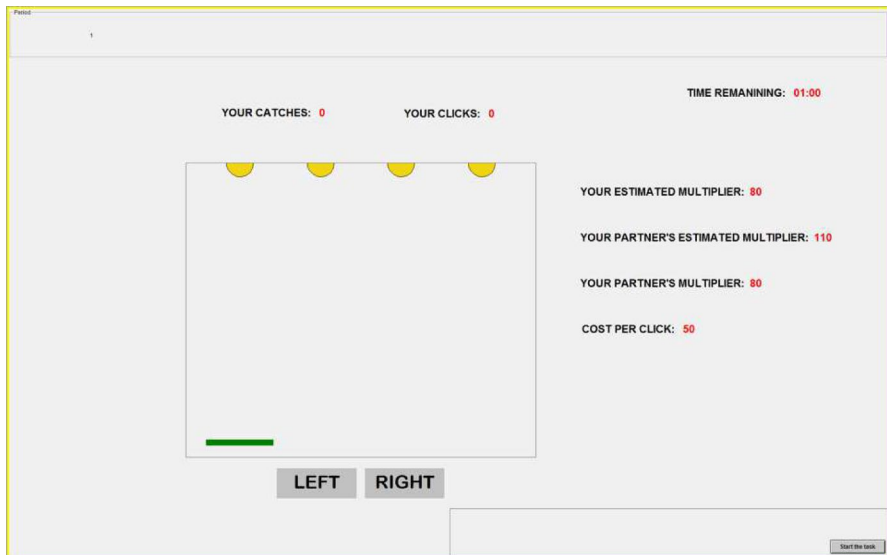 Period
1
TIME REMANINING: 01:00
YOUR CATCHES: 0
YOUR CLICKS: 0
YOUR ESTIMATED MULTIPLIER: 80
YOUR PARTNER'S ESTIMATED MULTIPLIER: 110
YOUR PARTNER'S MULTIPLIER: 80
COST PER CLICK: 50
LEFT
RIGHT
Start the task